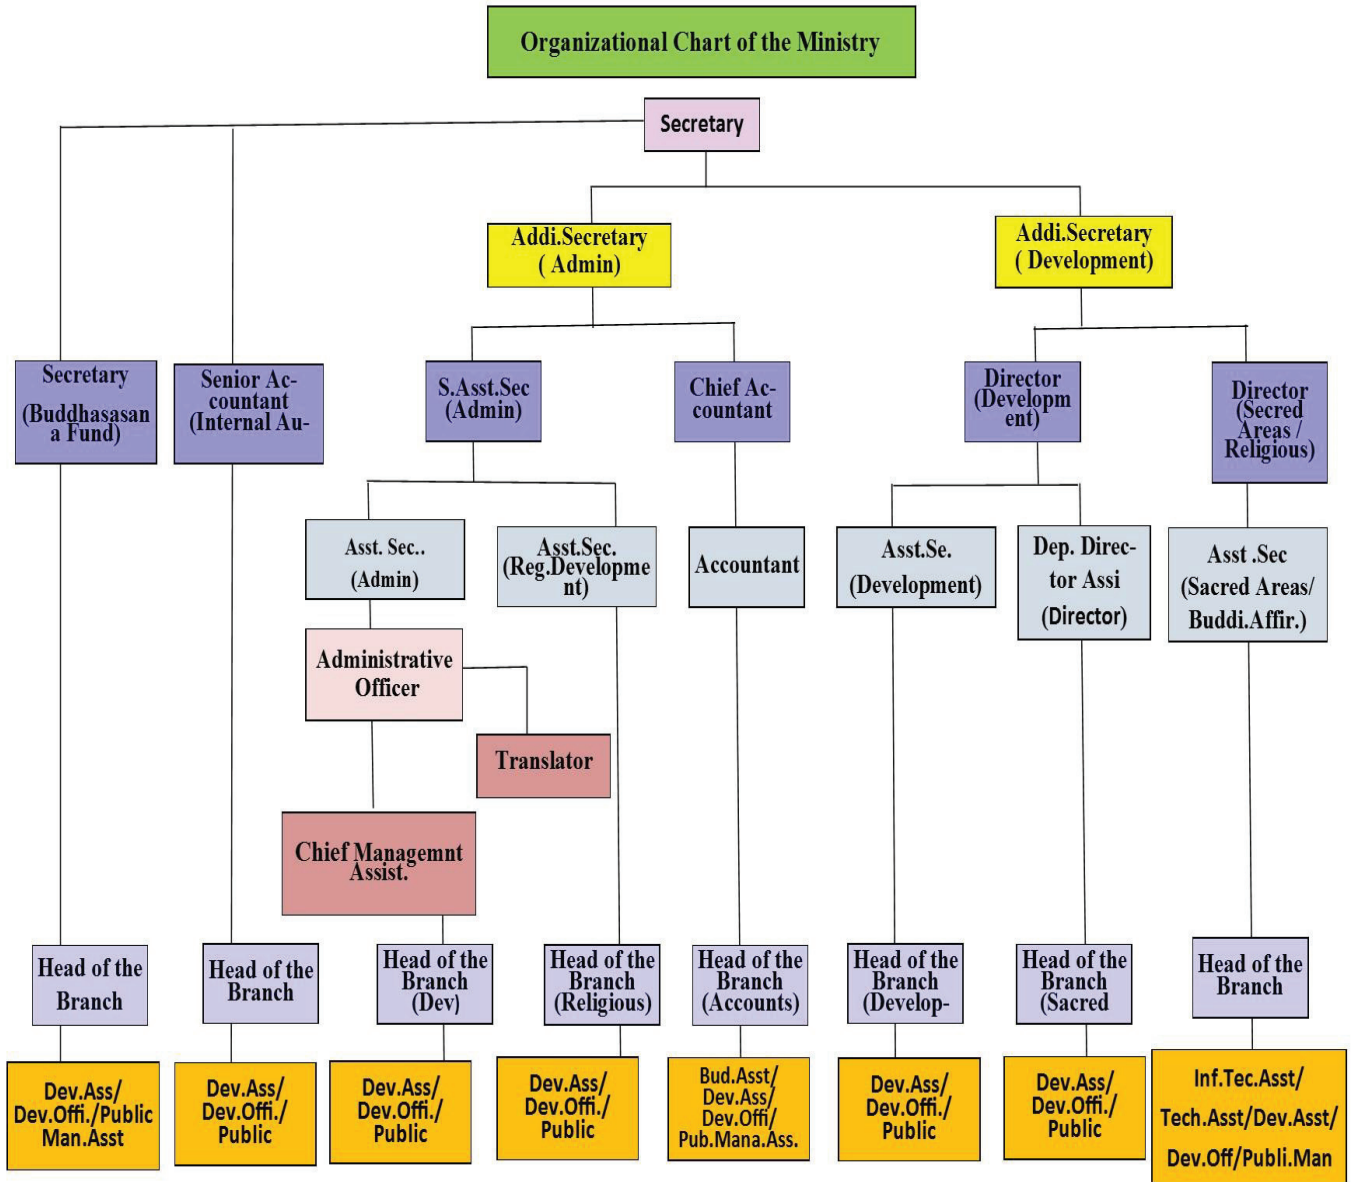 Organizational Chart of the Ministry
Secretary
Addi.Secretary
( Admin)
Addi.Secretary
( Development)
Secretary
(Buddhasasan
a Fund)
Senior Ac-
countant
(Internal Au-
S.Asst.Sec
(Admin)
Chief Ac-
countant
Director
(Developm
ent)
Director
(Secred
Areas /
Religious)
Asst. Sec..
(Admin)
Asst.Sec.
(Reg.Developme
nt)
Accountant
Asst.Se.
(Development)
Dep. Direc-
tor Assi
(Director)
Asst .Sec
(Sacred Areas/
Buddi.Affir.)
Administrative
Officer
Translator
Chief Managemnt
Assist.
Head of the
Branch
Head of the
Branch
Head of the
Branch
(Dev)
Head of the
Branch
(Religious)
Head of the
Branch
(Accounts)
Head of the
Branch
(Develop-
Head of the
Branch
(Sacred
Head of the
Branch
Dev.Ass/
Dev.Offi./Public
Man.Asst
Dev.Ass/
Dev.Offi./
Public
Dev.Ass/
Dev.Offi./
Public
Dev.Ass/
Dev.Offi./
Public
Bud.Asst/
Dev.Ass/
Dev.Offi/
Pub.Mana.Ass.
Dev.Ass/
Dev.Offi./
Public
Dev.Ass/
Dev.Offi./
Public
Inf.Tec.Asst/
Tech.Asst/Dev.Asst/
Dev.Off/Publi.Man